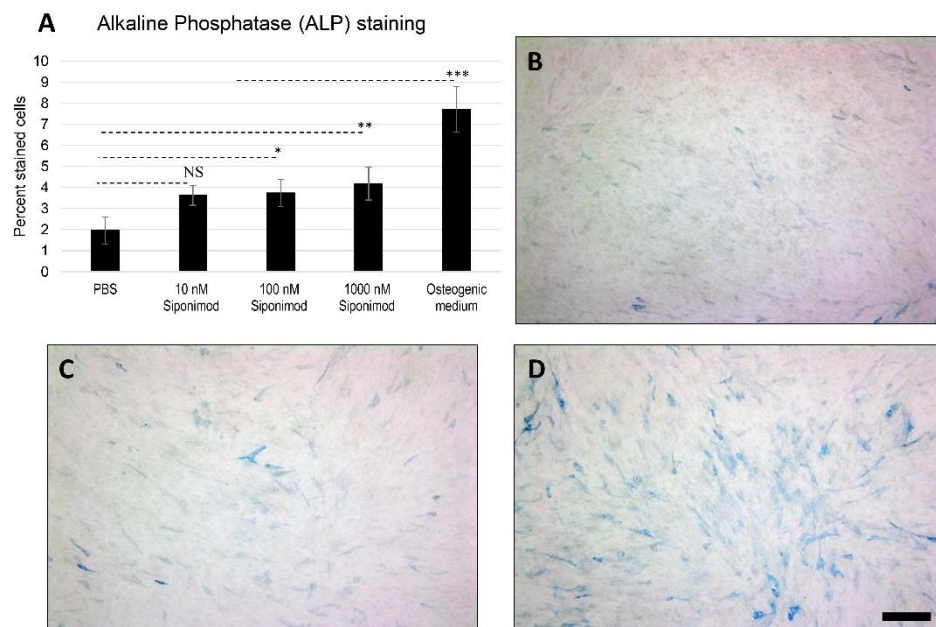 A Alkaline Phosphatase (ALP) staining
B
Percent stained cells
10
9
8
7
6
5
4
3
2
1
0
***
**
*
NS
PBS
10 nM
Siponimod
100 nM
Siponimod
1000 nM
Siponimod
Osteogenic
medium
C
D